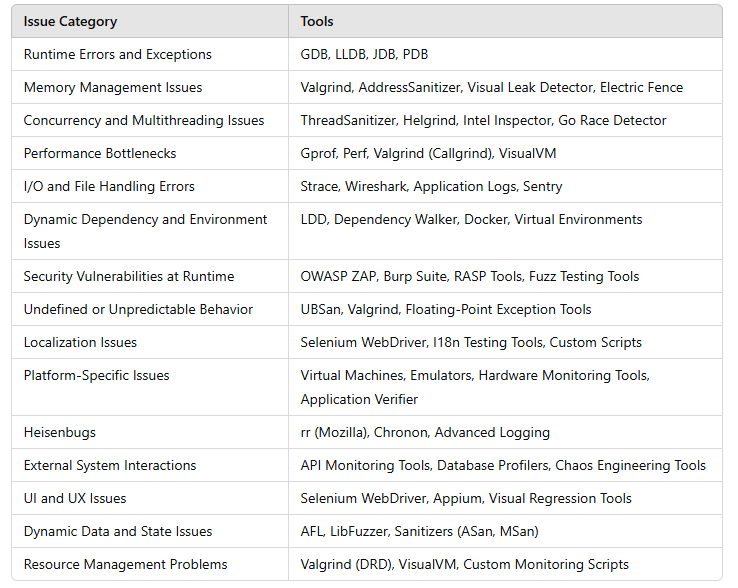 Issue Category Tools
Runtime Errors and Exceptions GDB, LLDB, JDB, PDB
Memory Management Issues Valgrind, AddressSanitizer, Visual Leak Detector, Electric Fence
Concurrency and Multithreading Issues ThreadSanitizer, Helgrind, Intel Inspector, Go Race Detector
Performance Bottlenecks Gprof, Perf, Valgrind (Callgrind), VisualVM
I/O and File Handling Errors Strace, Wireshark, Application Logs, Sentry
Dynamic Dependency and Environment LDD, Dependency Walker, Docker, Virtual Environments
Issues
Security Vulnerabilities at Runtime OWASP ZAP, Burp Suite, RASP Tools, Fuzz Testing Tools
Undefined or Unpredictable Behavior UBSan, Valgrind, Floating-Point Exception Tools
Localization Issues Selenium WebDriver, I18n Testing Tools, Custom Scripts
Platform-Specific Issues Virtual Machines, Emulators, Hardware Monitoring Tools,
Application Verifier
Heisenbugs rr (Mozilla), Chronon, Advanced Logging
External System Interactions API Monitoring Tools, Database Profilers, Chaos Engineering Tools
UI and UX Issues Selenium WebDriver, Appium, Visual Regression Tools
Dynamic Data and State Issues AFL, LibFuzzer, Sanitizers (ASan, MSan)
Resource Management Problems Valgrind (DRD), VisualVM, Custom Monitoring Scripts